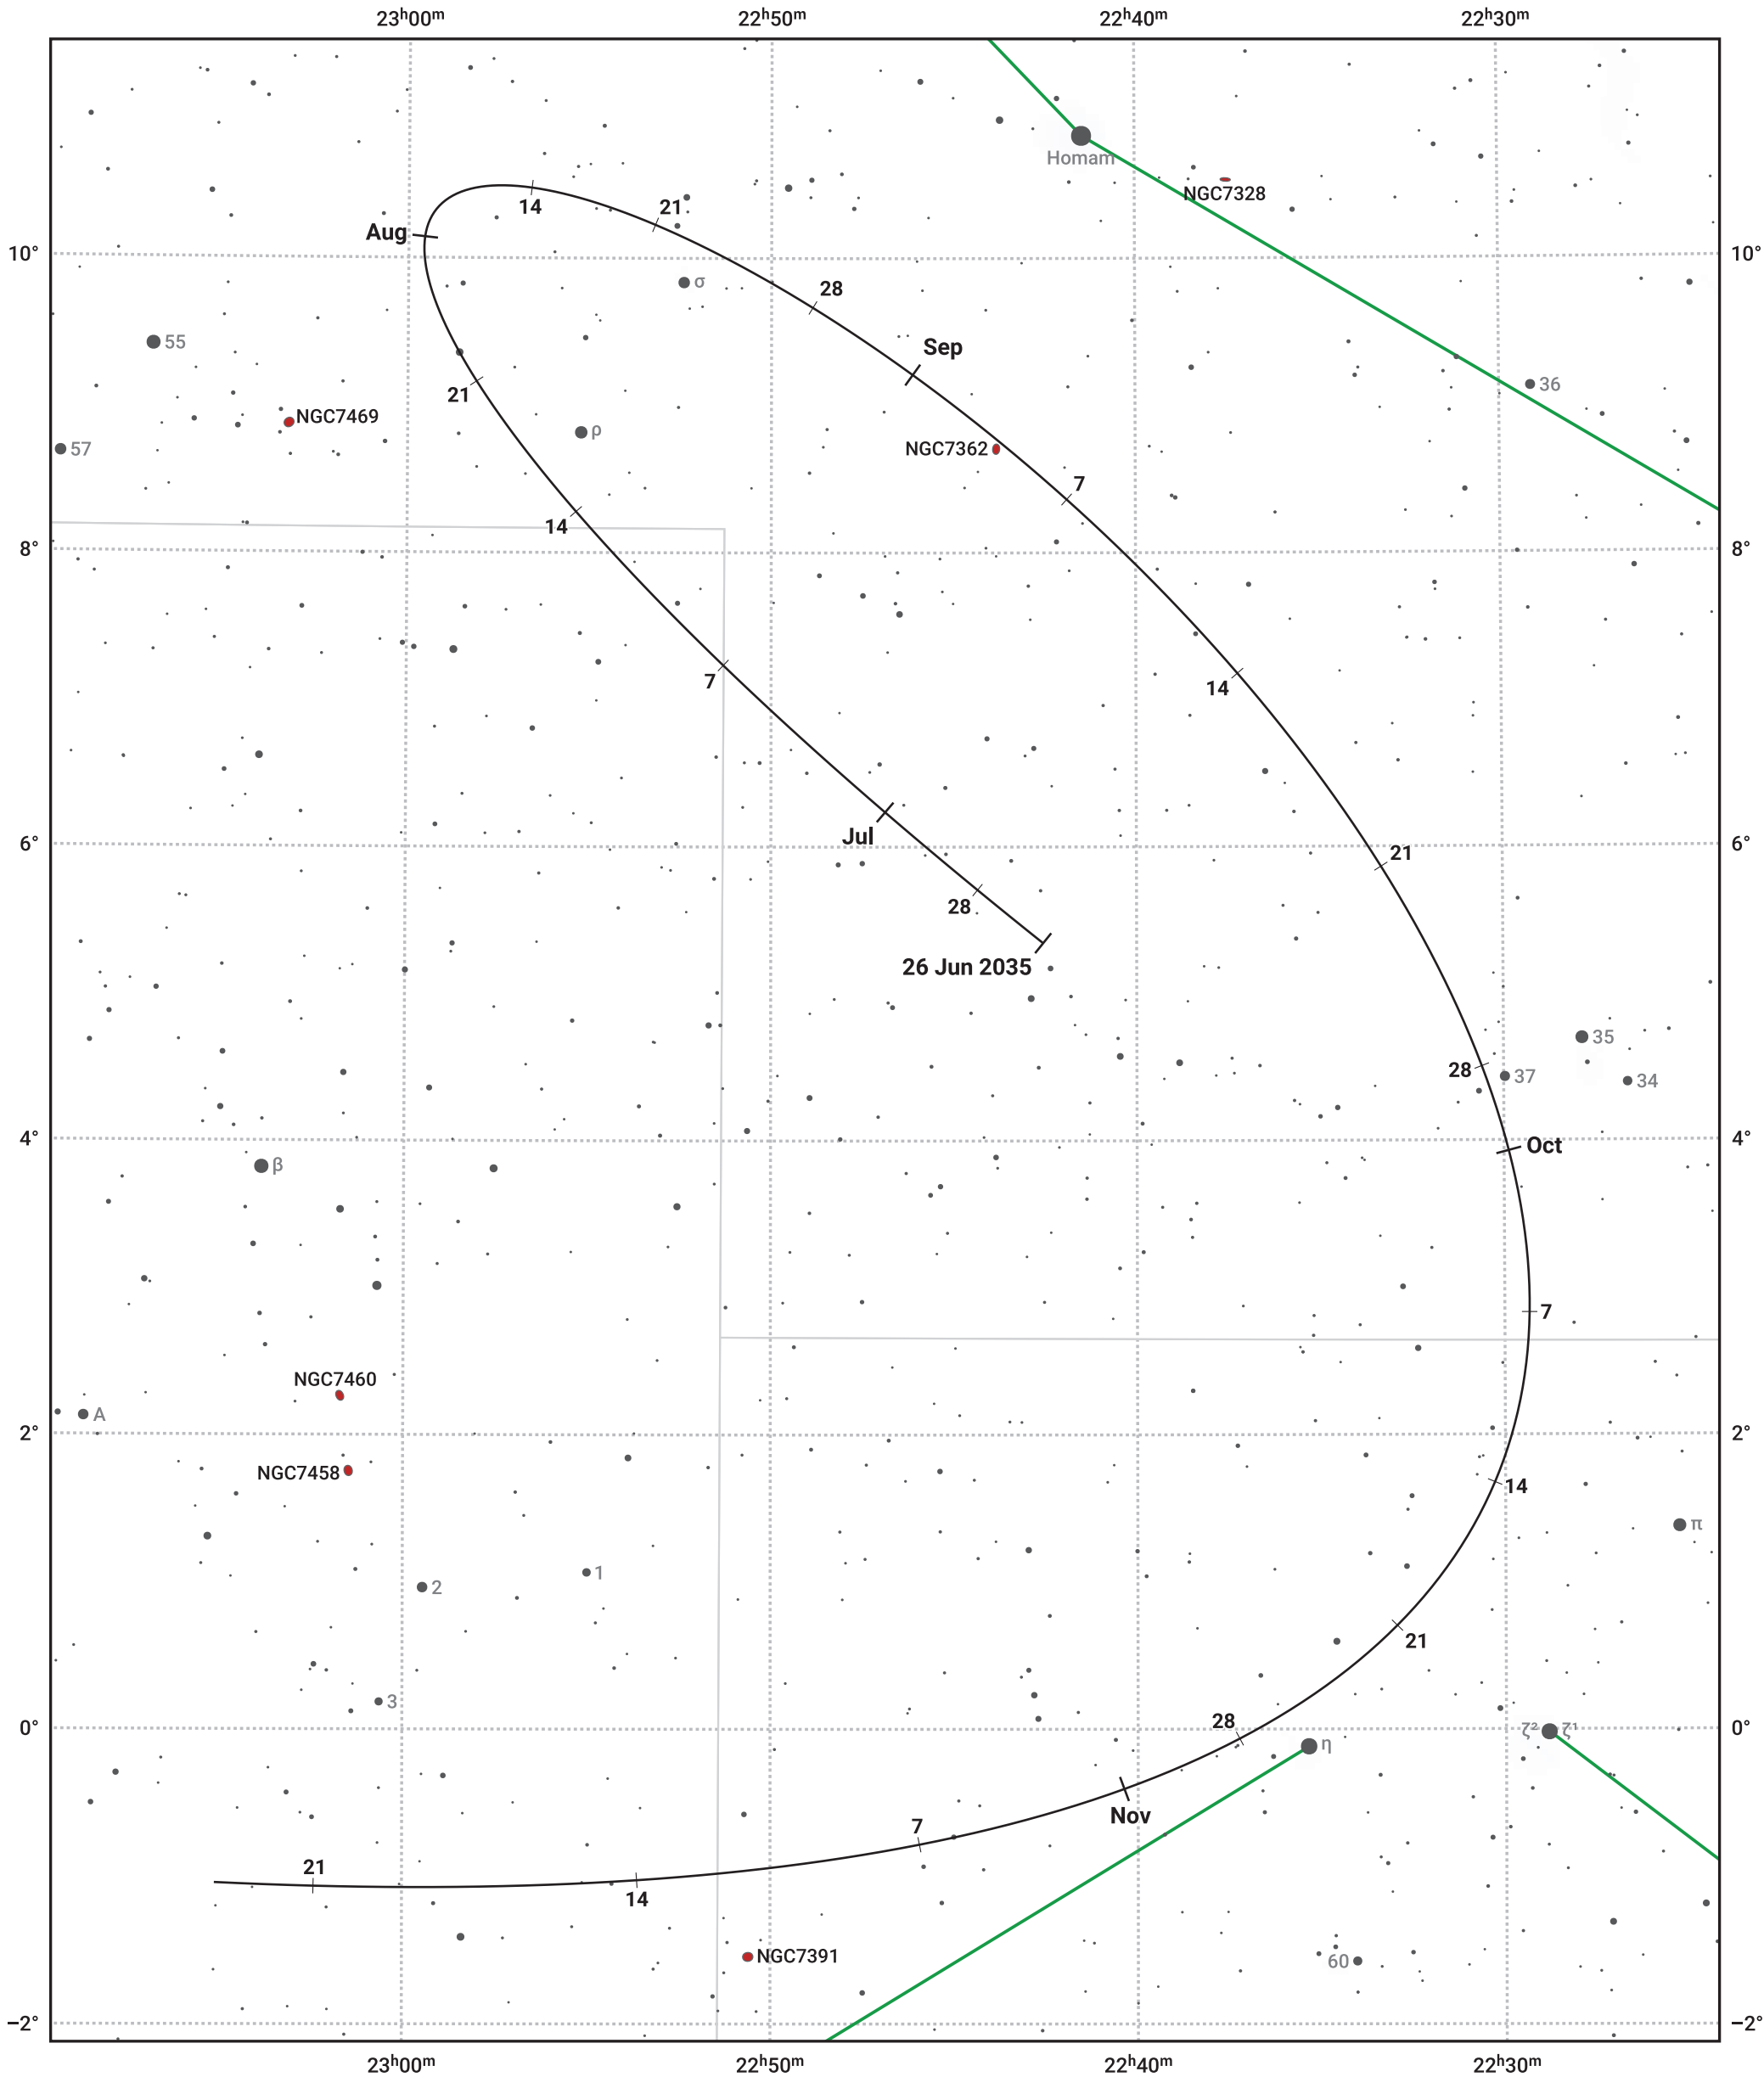 23ʰ00ᵐ 22ʰ50ᵐ 22ʰ40ᵐ 22ʰ30ᵐ
Homam
NGC7328
14 21
Aug
10° 10°
σ
28
55
Sep
36
21
NGC7469
ρ
57
NGC7362
7
14
8° 8°
7
14
Jul
6° 6°
21
28
26 Jun 2035
35
28 37 34
4° Oct 4°
β
7
NGC7460
A
2° 2°
NGC7458
14
π
1
2
21
3
28
0° ζ² ζ¹ 0°
η
Nov
7
21
14
NGC7391
60
−2° −2°
23ʰ00ᵐ 22ʰ50ᵐ 22ʰ40ᵐ 22ʰ30ᵐ